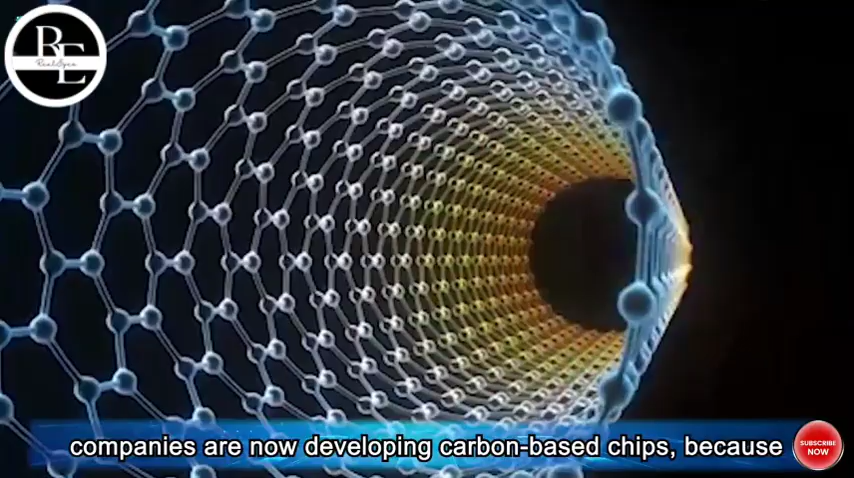 RE
companies are now developing carbon-based chips, because
SUBSCRIBE
NOW